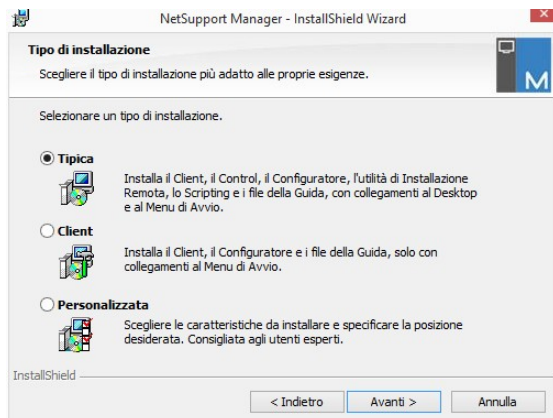 NetSupport Manager - InstallShield Wizard
Tipo di installazione
Scegliere il tipo di installazione più adatto alle proprie esigenze.
M
Selezionare un tipo di installazione.
Tipica
Installa il Client, il Control, il Configuratore, l'utilità di Installazione
Remota, lo Scripting e i file della Guida, con collegamenti al Desktop
e al Menu di Avvio.
Client
Installa il Client, il Configuratore e i file della Guida, solo con
collegamenti al Menu di Avvio.
Personalizzata
Scegliere le caratteristiche da installare e specificare la posizione
desiderata. Consigliata agli utenti esperti.
InstallShield
< Indietro Avanti > Annulla